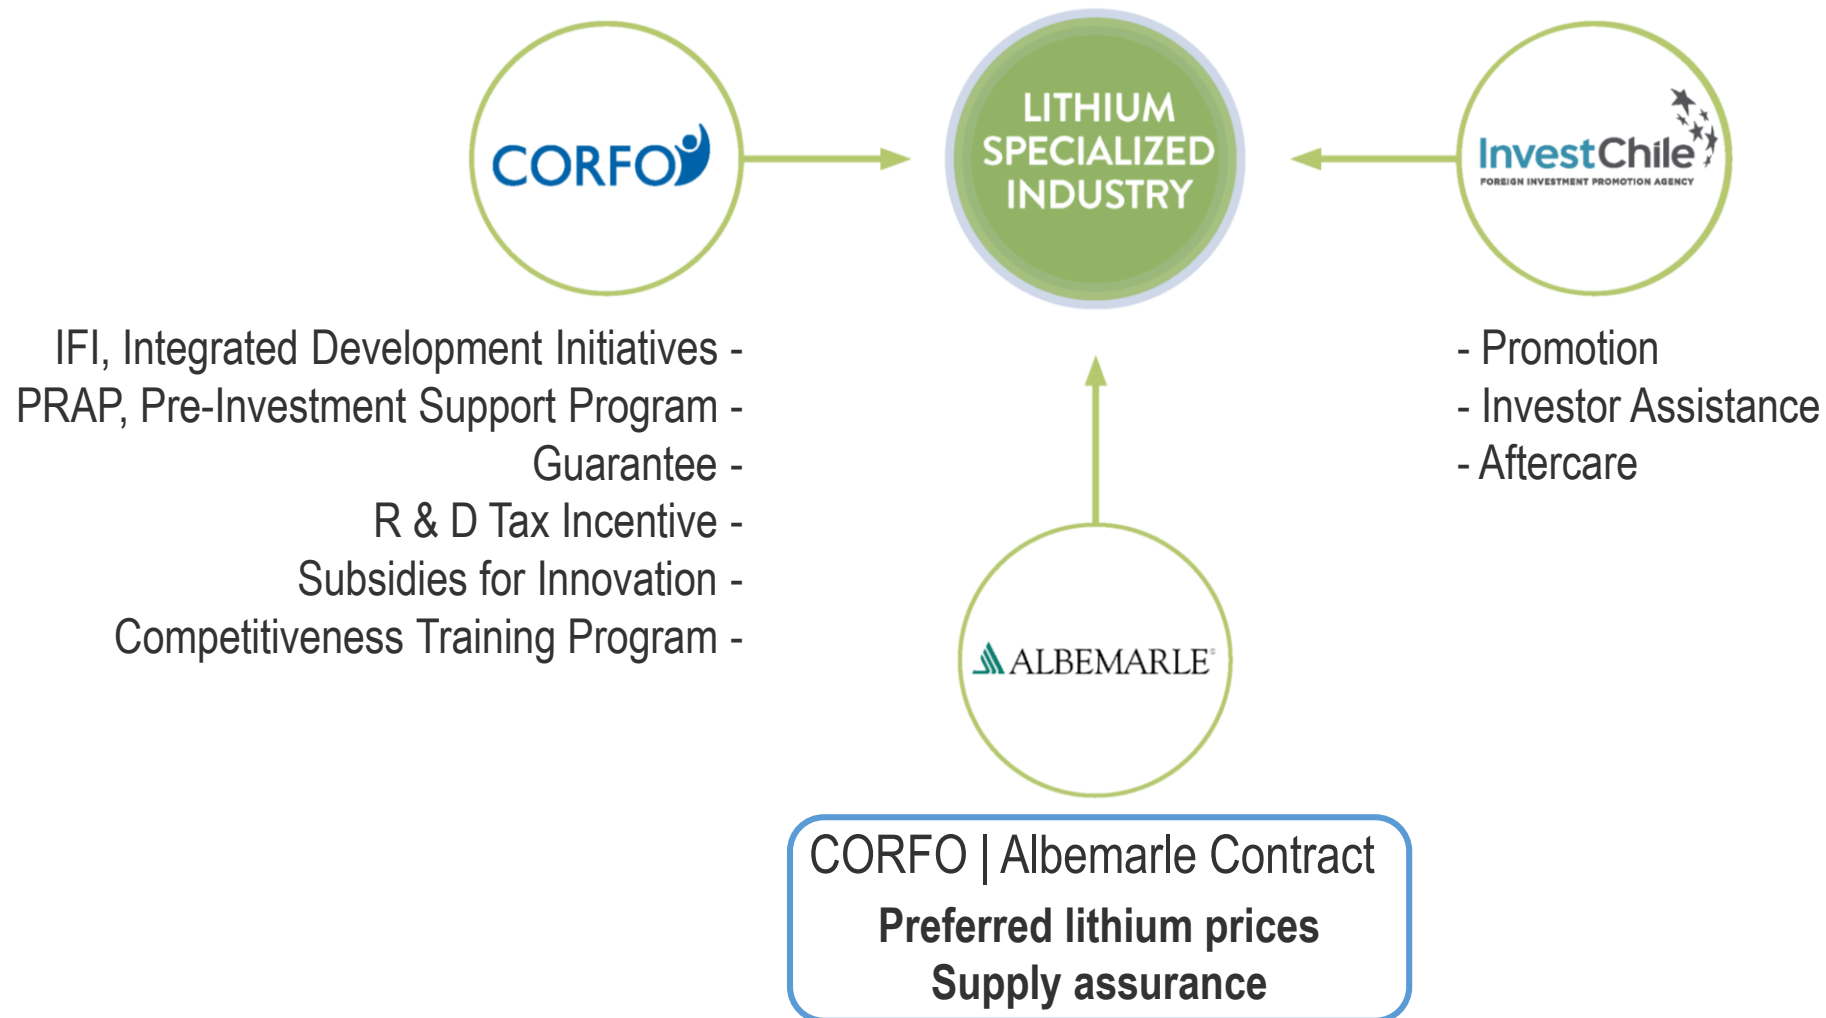 CORFO
LITHIUM
SPECIALIZED
INDUSTRY
InvestChile
FOREIGN INVESTMENT PROMOTION AGENCY
IFI, Integrated Development Initiatives -
PRAP, Pre-Investment Support Program -
Guarantee -
R & D Tax Incentive -
Subsidies for Innovation -
Competitiveness Training Program -
- Promotion
- Investor Assistance
- Aftercare
ALBEMARLE®
CORFO | Albemarle Contract
Preferred lithium prices
Supply assurance